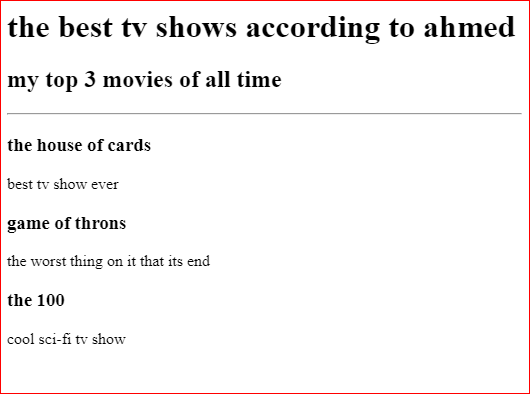 the best tv shows according to ahmed
my top 3 movies of all time
the house of cards
best tv show ever
game of throns
the worst thing on it that its end
the 100
cool sci-fi tv show